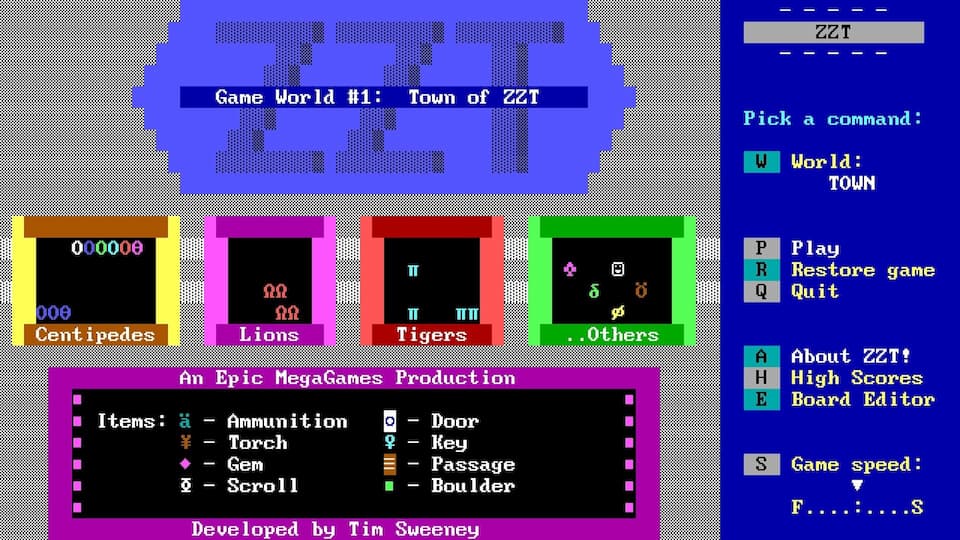 ZZT
Game World #1: Town of ZZT
Centipedes
Lions
Tigers
..Others
An Epic MegaGames Production
Items: ä - Ammunition
¥ - Torch
♦ - Gem
- Scroll
- Door
♀ - Key
≡ - Passage
■ - Boulder
Developed by Tim Sweeney
- - - - -
ZZT
- - - - -
Pick a command:
W World:
TOWN
P Play
R Restore game
Q Quit
A About ZZT!
H High Scores
E Board Editor
S Game speed:
F....:....S